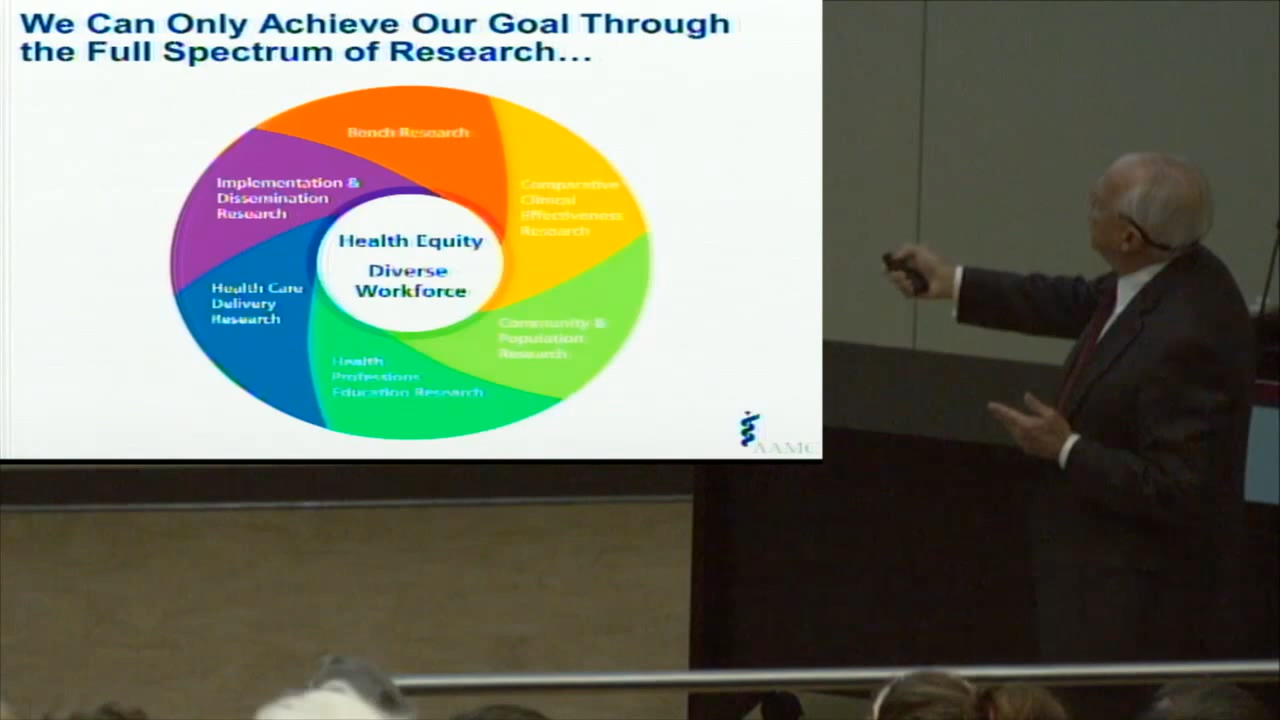 We Can Only Achieve Our Goal Through
the Full Spectrum of Research...
Bench Research
Comparative
Clinical
Effectiveness
Research
Implementation &
Dissemination
Research
Health Equity
Diverse
Workforce
Health Care
Delivery
Research
Community &
Population
Research
Health
Professions
Education Research
AAMC